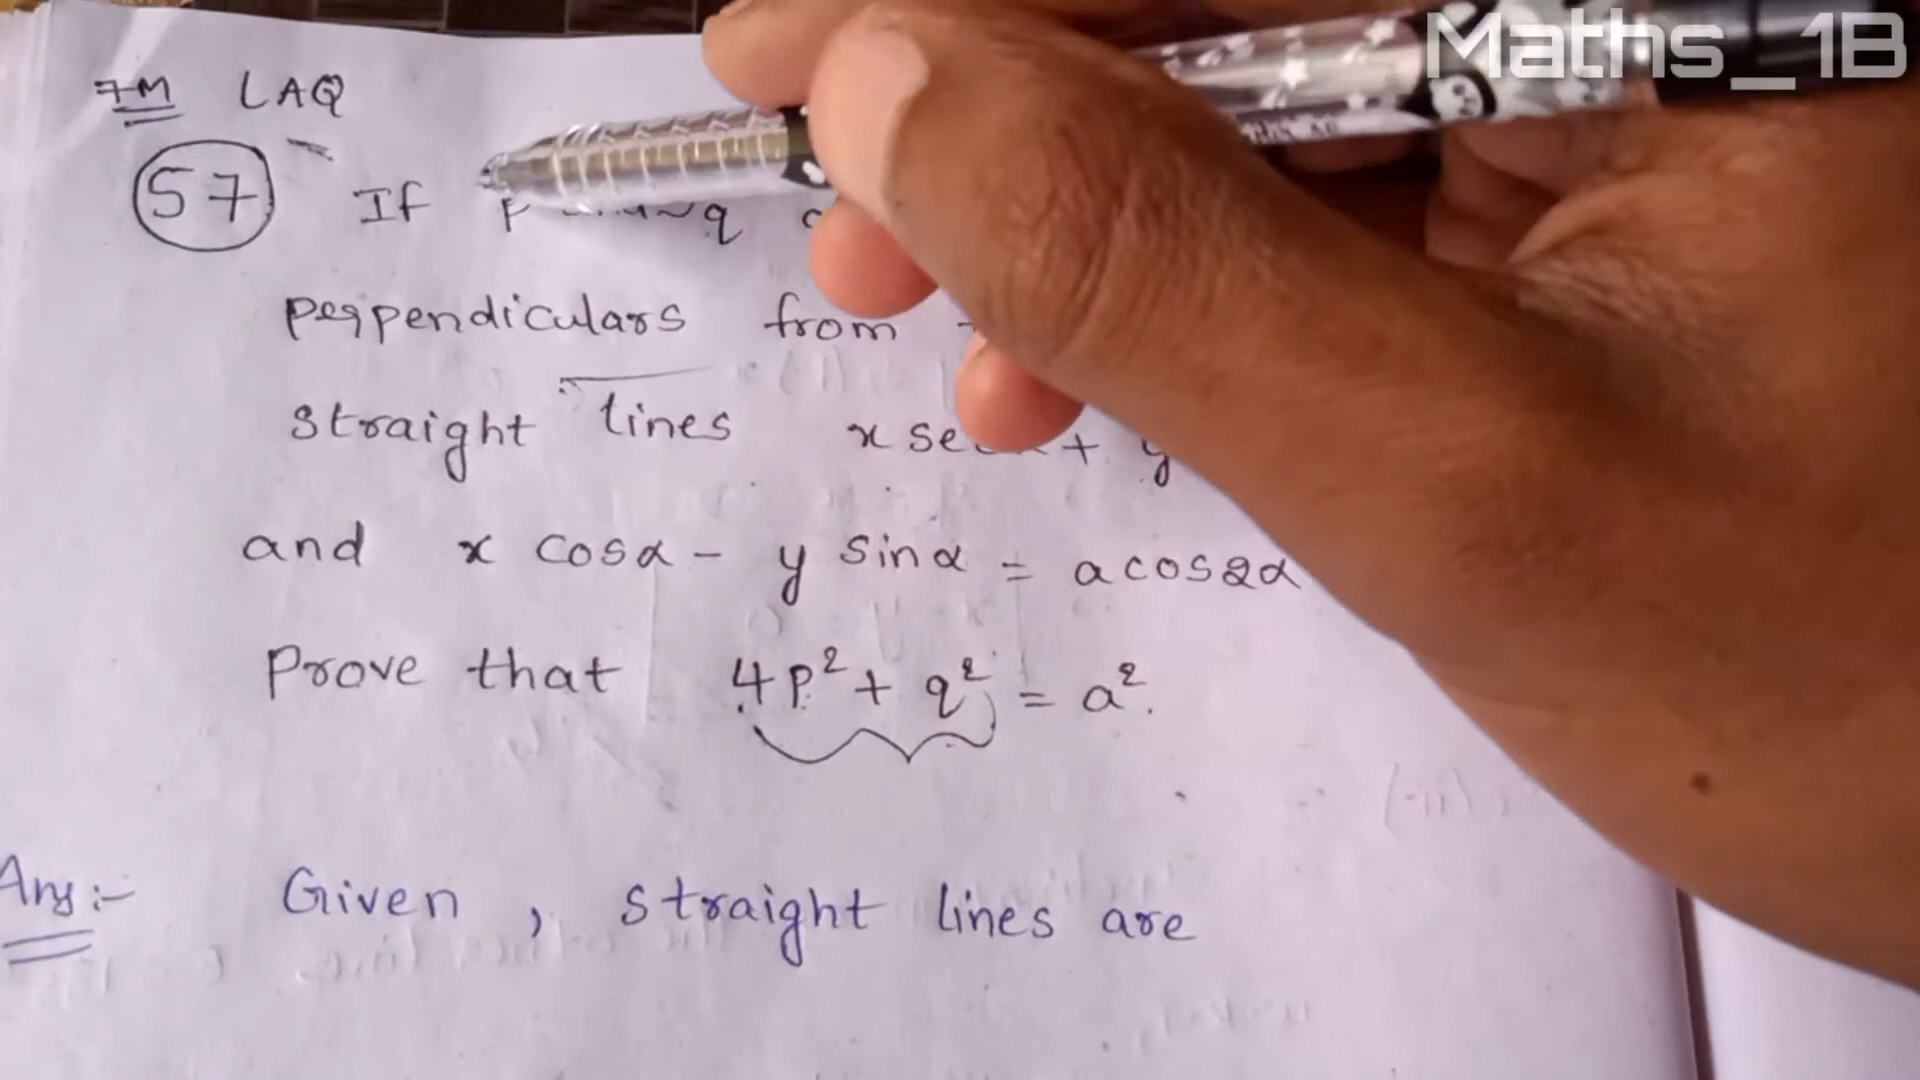 Maths_1B
7M LAQ
57 If P q
perpendiculars from
straight lines x sec + y
and x cosα - y sinα = a cos2α
Prove that 4p² + q² = a².
Ans:- Given, straight lines are